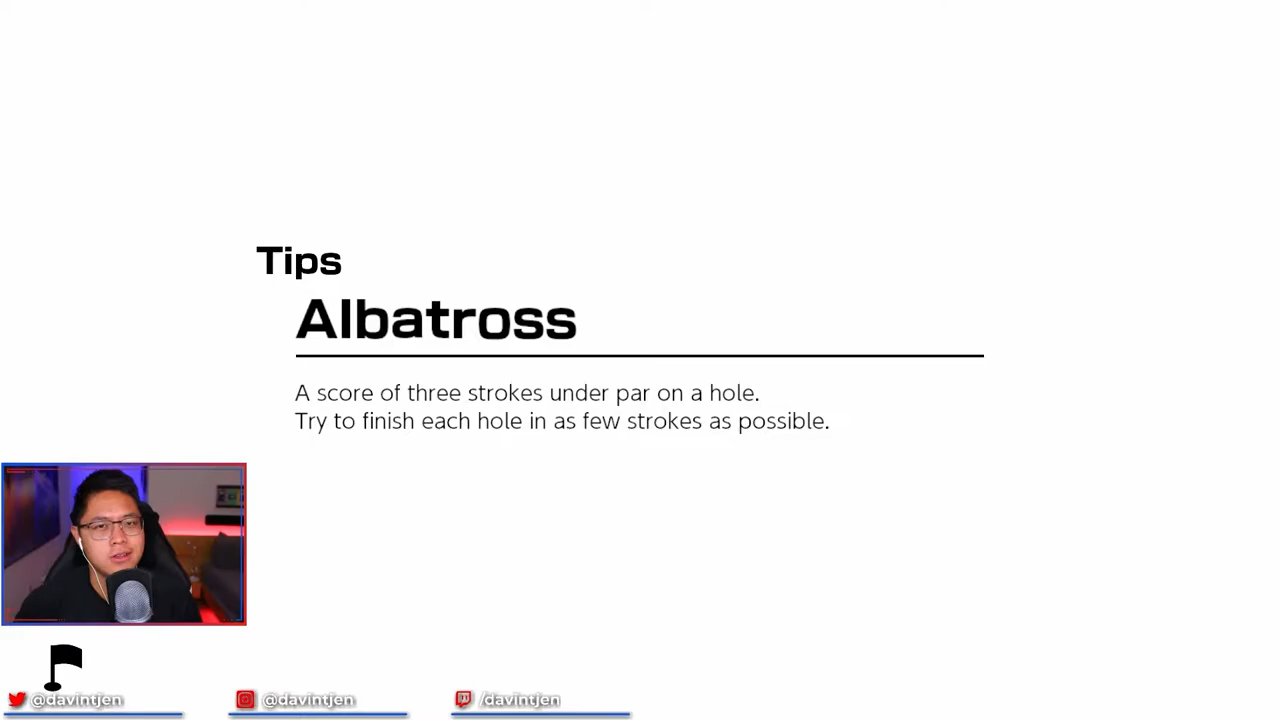 Tips
Albatross
A score of three strokes under par on a hole.
Try to finish each hole in as few strokes as possible.
@davintjen
@davintjen
/davintjen